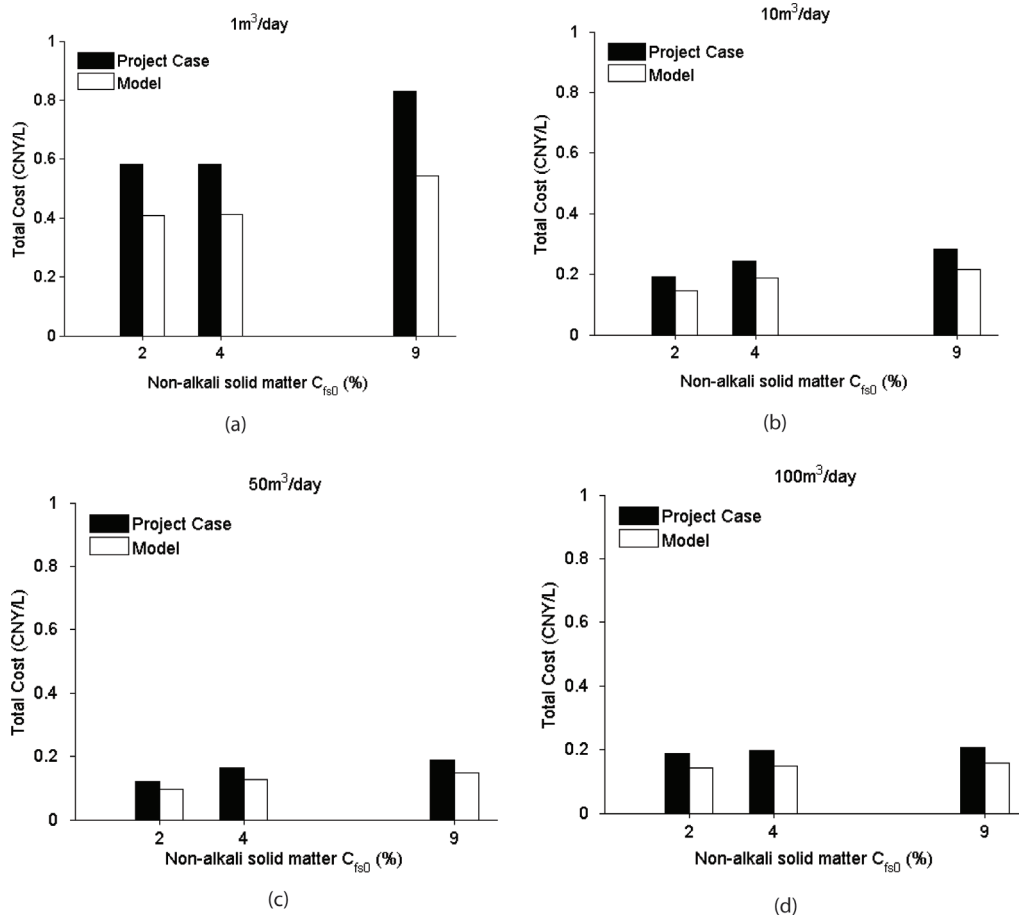 1m³/day
1
Project Case
Model
0.8
0.6
0.4
0.2
0
Total Cost (CNY/L)
2 4 9
Non-alkali solid matter C_fs0 (%)
(a)
10m³/day
1
Project Case
Model
0.8
0.6
0.4
0.2
0
Total Cost (CNY/L)
2 4 9
Non-alkali solid matter C_fs0 (%)
(b)
50m³/day
1
Project Case
Model
0.8
0.6
0.4
0.2
0
Total Cost (CNY/L)
2 4 9
Non-alkali solid matter C_fs0 (%)
(c)
100m³/day
1
Project Case
Model
0.8
0.6
0.4
0.2
0
Total Cost (CNY/L)
2 4 9
Non-alkali solid matter C_fs0 (%)
(d)